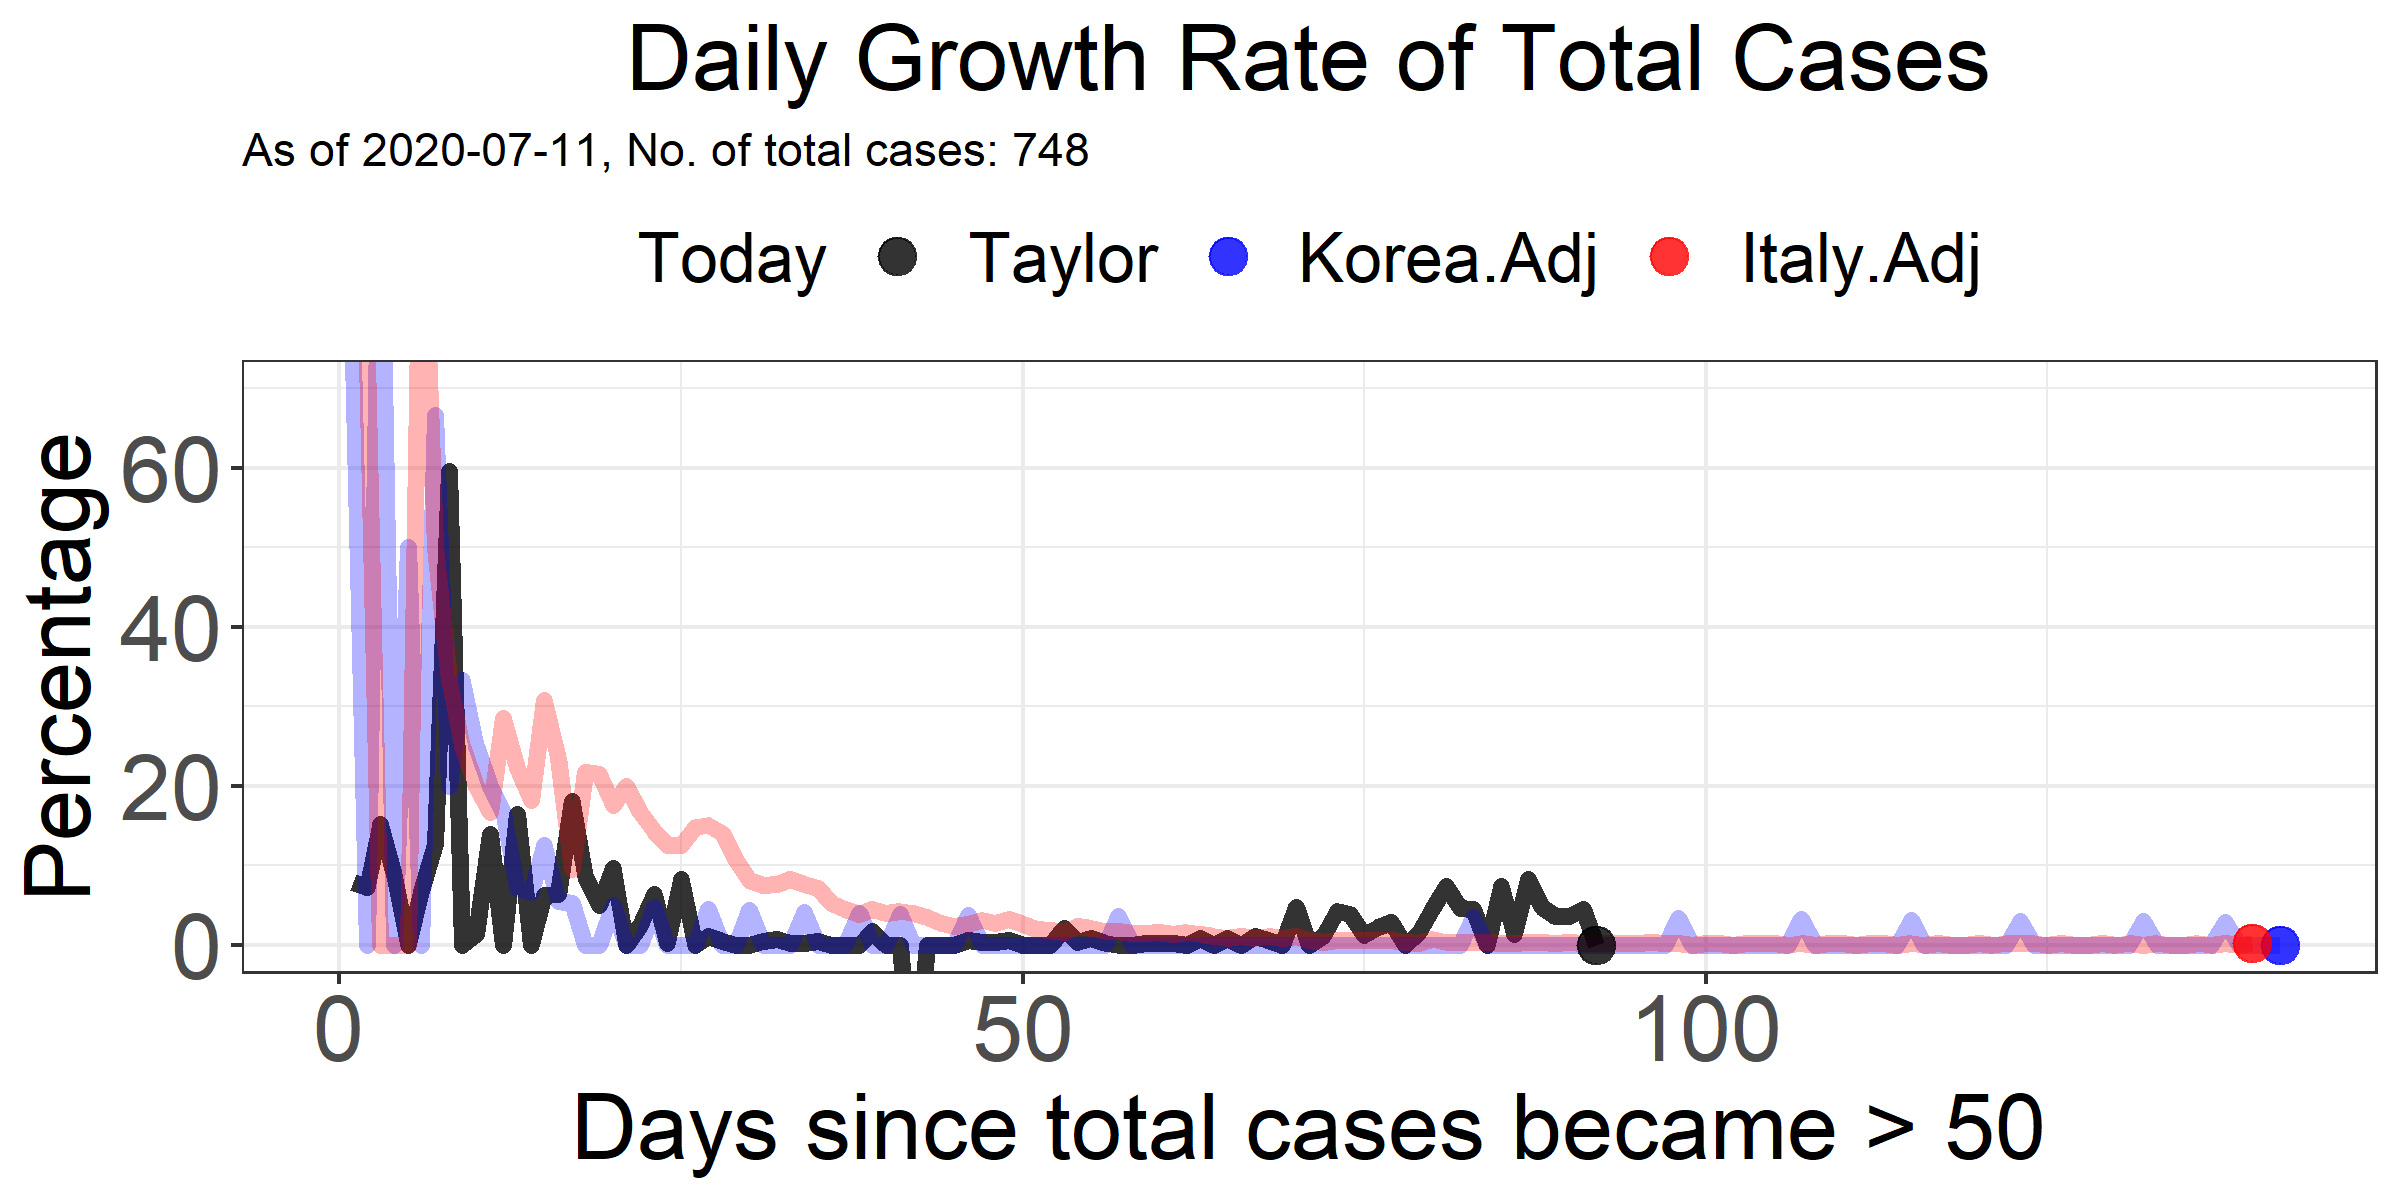 Daily Growth Rate of Total Cases
As of 2020-07-11, No. of total cases: 748
Today Taylor Korea.Adj Italy.Adj
Percentage
60
40
20
0
0 50 100
Days since total cases became > 50